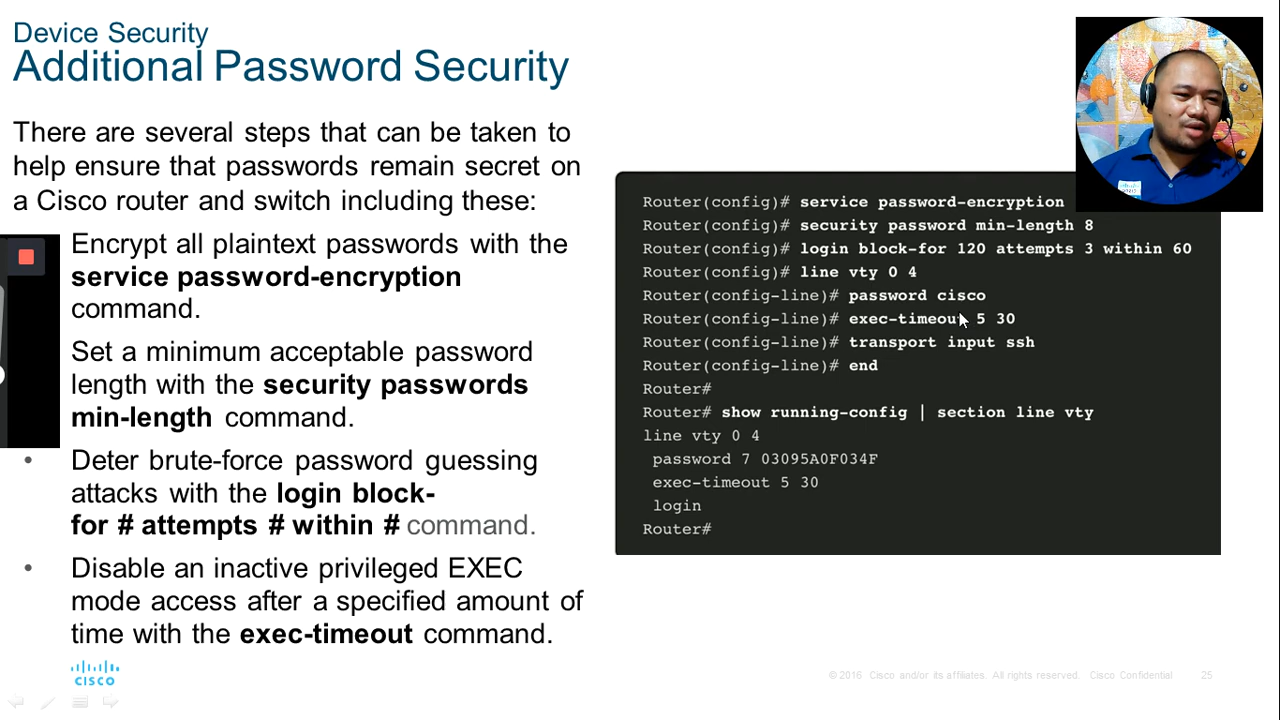 Device Security
Additional Password Security
There are several steps that can be taken to
help ensure that passwords remain secret on
a Cisco router and switch including these:
Encrypt all plaintext passwords with the
service password-encryption
command.
Set a minimum acceptable password
length with the security passwords
min-length command.
• Deter brute-force password guessing
attacks with the login block-
for # attempts # within # command.
• Disable an inactive privileged EXEC
mode access after a specified amount of
time with the exec-timeout command.
Router(config)# service password-encryption
Router(config)# security password min-length 8
Router(config)# login block-for 120 attempts 3 within 60
Router(config)# line vty 0 4
Router(config-line)# password cisco
Router(config-line)# exec-timeout 5 30
Router(config-line)# transport input ssh
Router(config-line)# end
Router#
Router# show running-config | section line vty
line vty 0 4
password 7 03095A0F034F
exec-timeout 5 30
login
Router#
CISCO
© 2016 Cisco and/or its affiliates. All rights reserved. Cisco Confidential
25